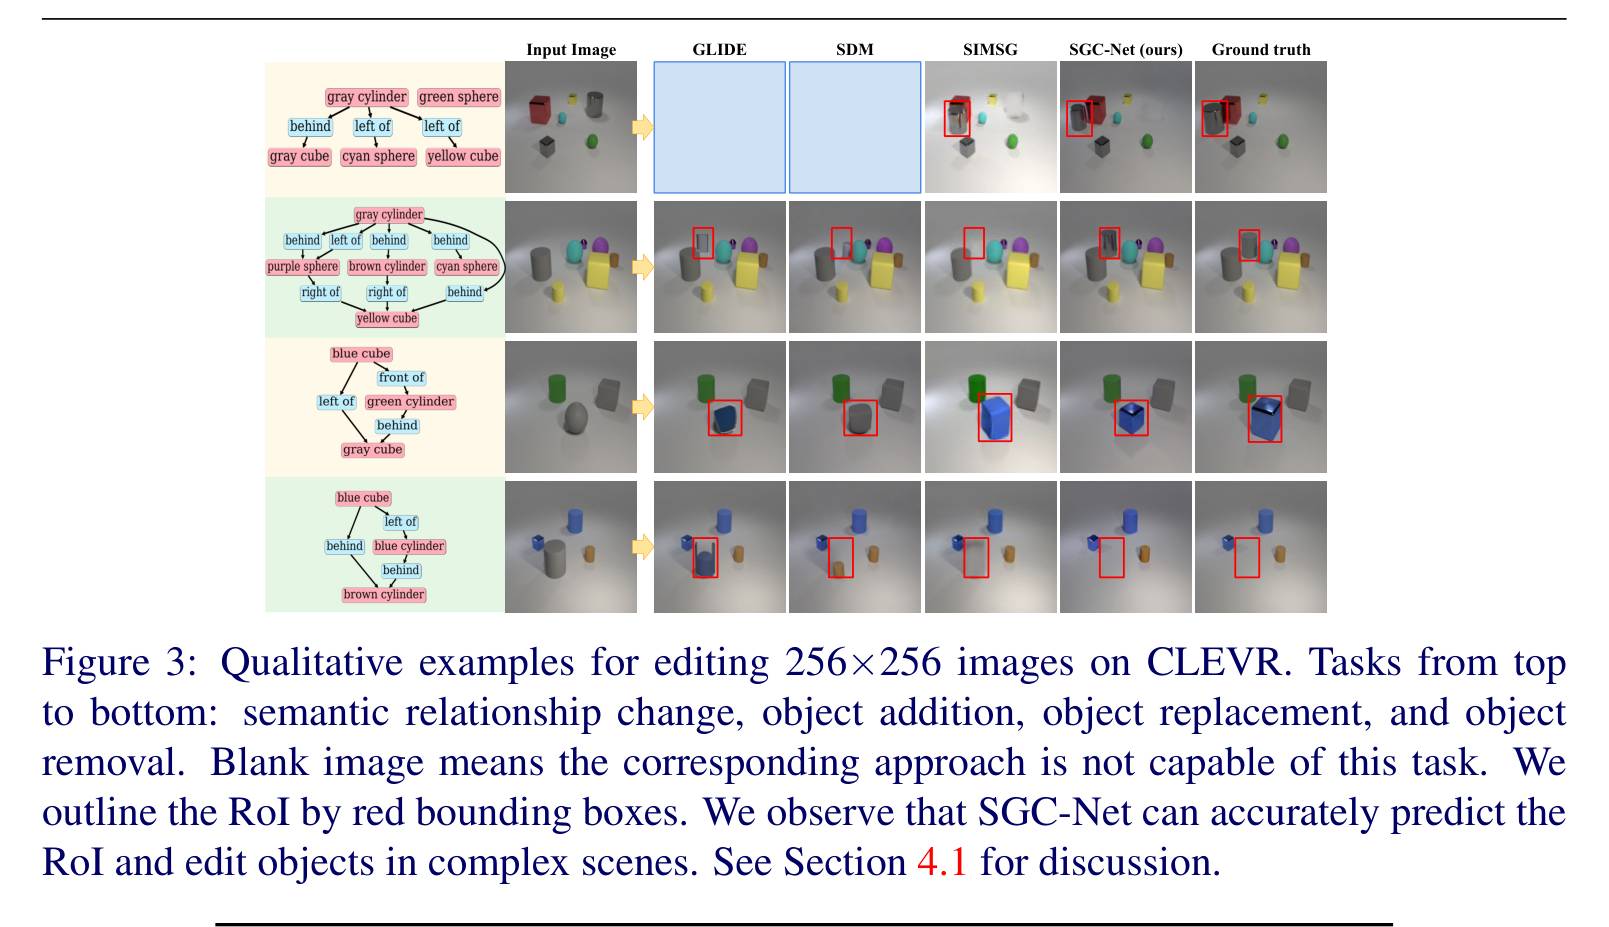 Input Image GLIDE SDM SIMSG SGC-Net (ours) Ground truth
gray cylinder green sphere
behind left of left of
gray cube cyan sphere yellow cube
gray cylinder
behind left of behind behind
purple sphere brown cylinder cyan sphere
right of right of behind
yellow cube
blue cube
front of
left of green cylinder
behind
gray cube
blue cube
left of
behind blue cylinder
behind
brown cylinder
Figure 3: Qualitative examples for editing 256×256 images on CLEVR. Tasks from top
to bottom: semantic relationship change, object addition, object replacement, and object
removal. Blank image means the corresponding approach is not capable of this task. We
outline the RoI by red bounding boxes. We observe that SGC-Net can accurately predict the
RoI and edit objects in complex scenes. See Section 4.1 for discussion.